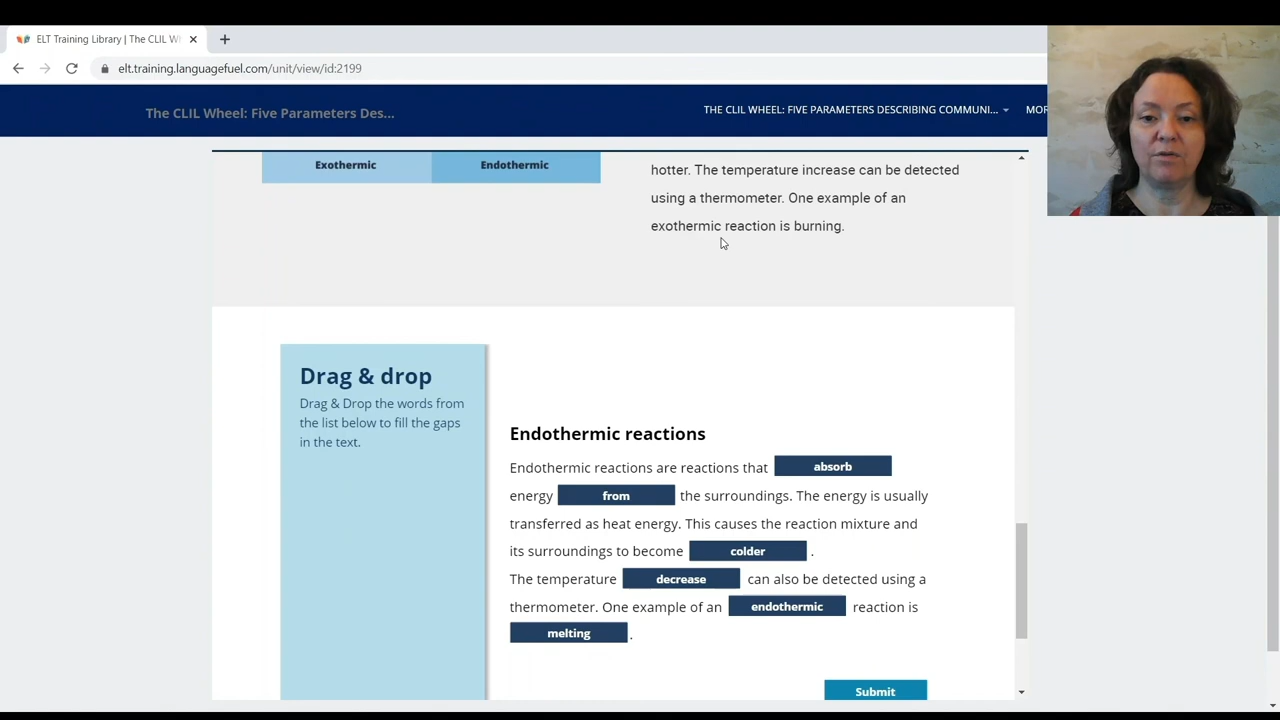 ELT Training Library | The CLIL W
elt.training.languagefuel.com/unit/view/id:2199
The CLIL Wheel: Five Parameters Des...
THE CLIL WHEEL: FIVE PARAMETERS DESCRIBING COMMUNI...
MOR
Exothermic
Endothermic
hotter. The temperature increase can be detected
using a thermometer. One example of an
exothermic reaction is burning.
Drag & drop
Drag & Drop the words from
the list below to fill the gaps
in the text.
Endothermic reactions
Endothermic reactions are reactions that absorb
energy from the surroundings. The energy is usually
transferred as heat energy. This causes the reaction mixture and
its surroundings to become colder .
The temperature decrease can also be detected using a
thermometer. One example of an endothermic reaction is
melting .
Submit